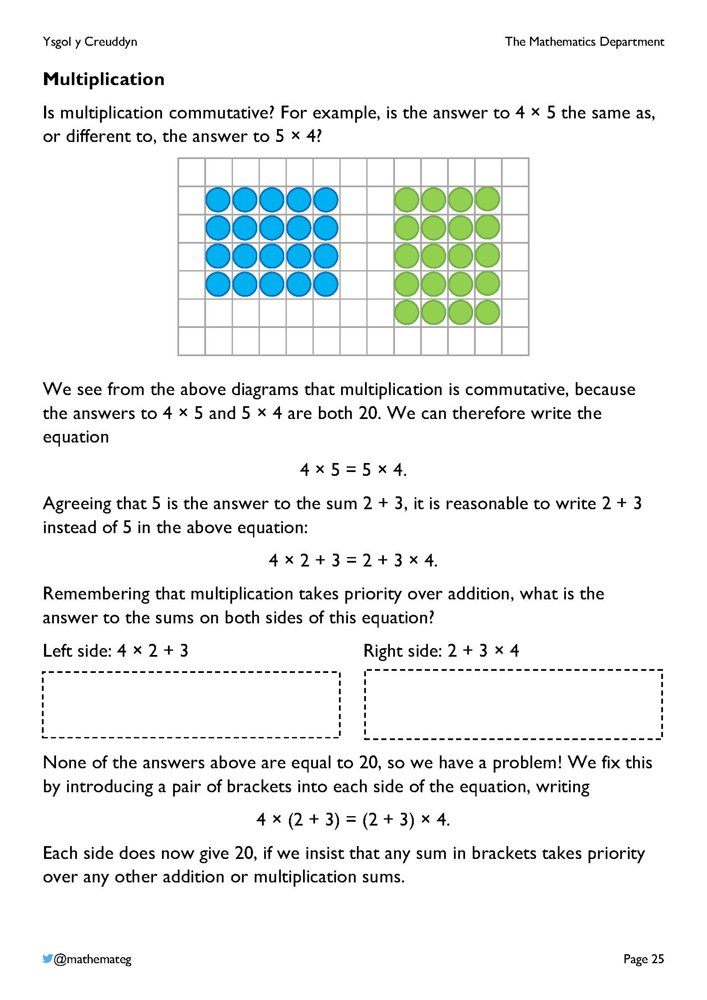 Ysgol y Creuddyn
The Mathematics Department
Multiplication
Is multiplication commutative? For example, is the answer to 4 × 5 the same as,
or different to, the answer to 5 × 4?
We see from the above diagrams that multiplication is commutative, because
the answers to 4 × 5 and 5 × 4 are both 20. We can therefore write the
equation
4 × 5 = 5 × 4.
Agreeing that 5 is the answer to the sum 2 + 3, it is reasonable to write 2 + 3
instead of 5 in the above equation:
4 × 2 + 3 = 2 + 3 × 4.
Remembering that multiplication takes priority over addition, what is the
answer to the sums on both sides of this equation?
Left side: 4 × 2 + 3
Right side: 2 + 3 × 4
None of the answers above are equal to 20, so we have a problem! We fix this
by introducing a pair of brackets into each side of the equation, writing
4 × (2 + 3) = (2 + 3) × 4.
Each side does now give 20, if we insist that any sum in brackets takes priority
over any other addition or multiplication sums.
@mathemateg
Page 25